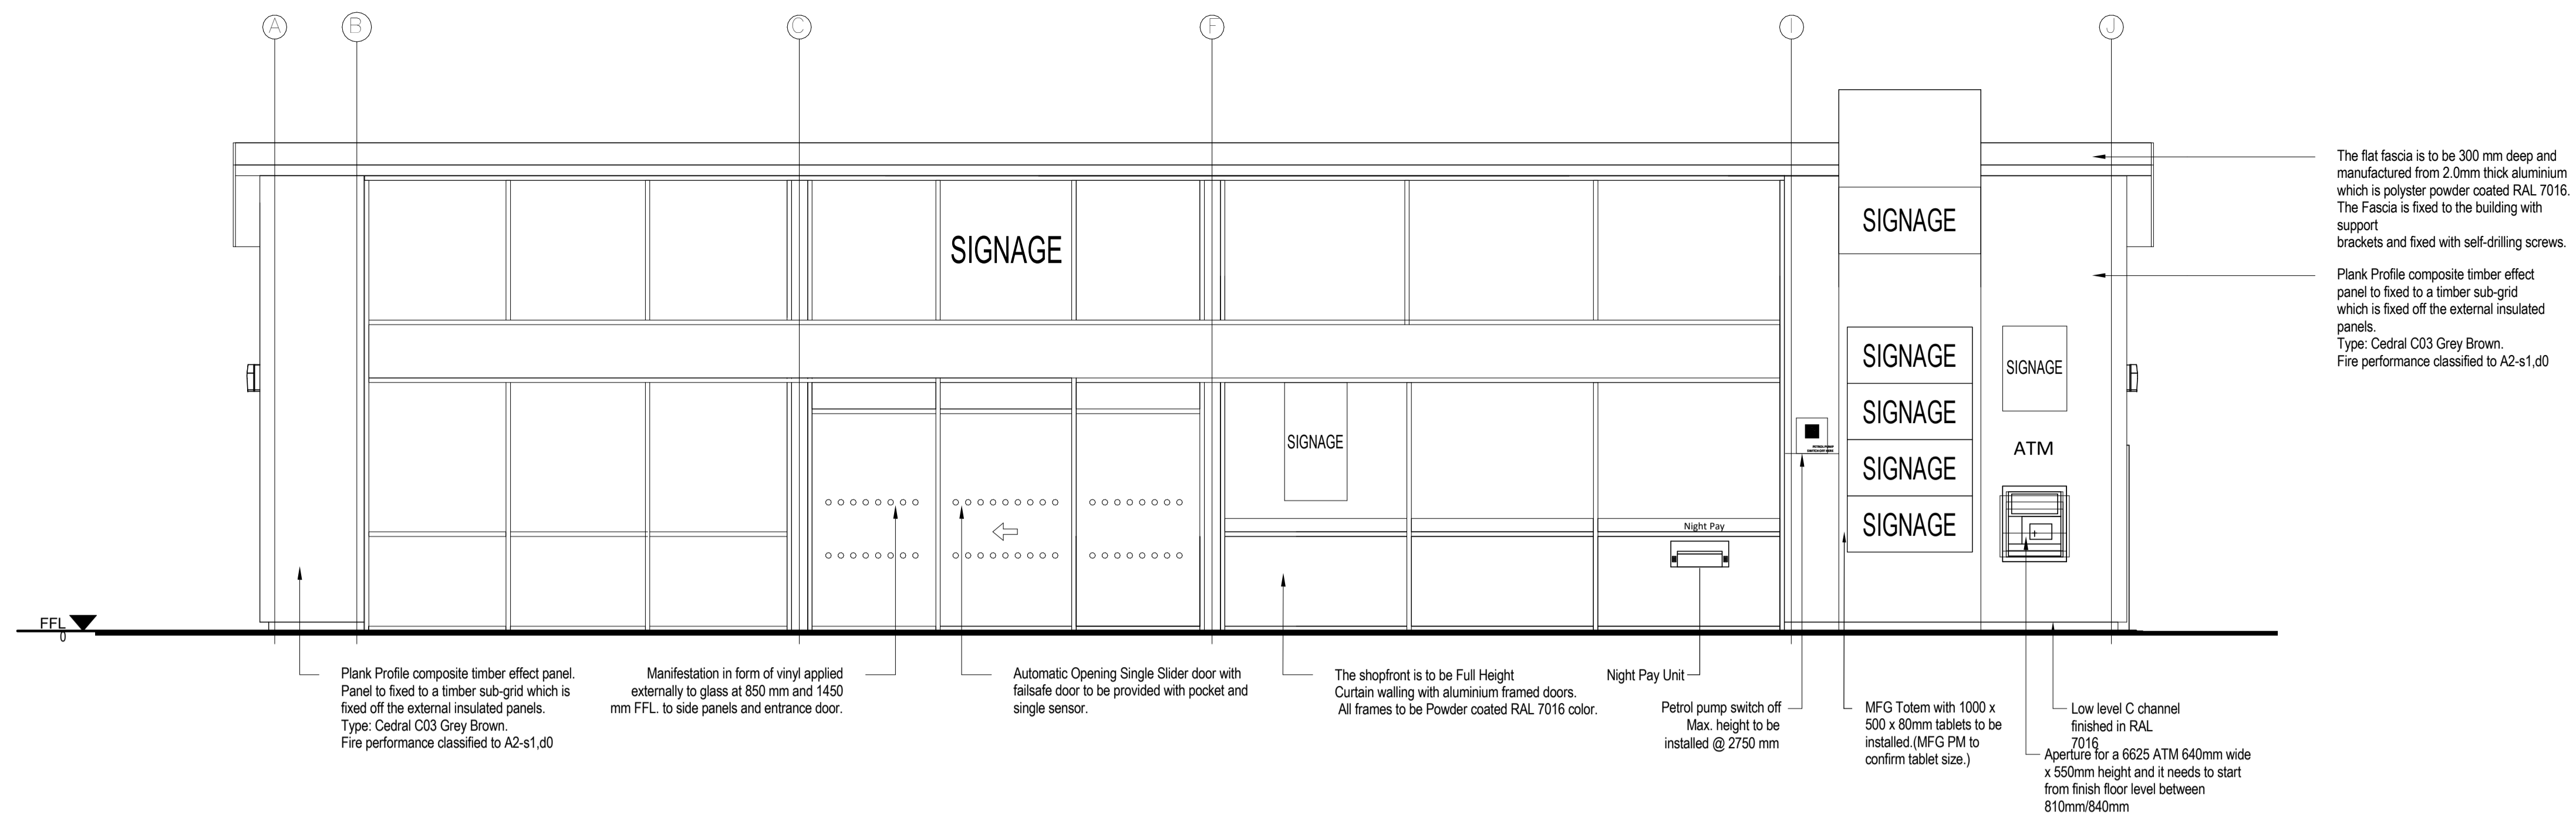 A
B
C
F
I
J
The flat fascia is to be 300 mm deep and
manufactured from 2.0mm thick aluminium
which is polyster powder coated RAL 7016.
The Fascia is fixed to the building with
support
brackets and fixed with self-drilling screws.
SIGNAGE
SIGNAGE
Plank Profile composite timber effect
panel to fixed to a timber sub-grid
which is fixed off the external insulated
panels.
Type: Cedral C03 Grey Brown.
Fire performance classified to A2-s1,d0
SIGNAGE
SIGNAGE
SIGNAGE
SIGNAGE
PETROL PUMP
SWITCH OFF HERE
ATM
SIGNAGE
SIGNAGE
Night Pay
FFL
0
Plank Profile composite timber effect panel.
Panel to fixed to a timber sub-grid which is
fixed off the external insulated panels.
Type: Cedral C03 Grey Brown.
Fire performance classified to A2-s1,d0
Manifestation in form of vinyl applied
externally to glass at 850 mm and 1450
mm FFL. to side panels and entrance door.
Automatic Opening Single Slider door with
failsafe door to be provided with pocket and
single sensor.
The shopfront is to be Full Height
Curtain walling with aluminium framed doors.
All frames to be Powder coated RAL 7016 color.
Night Pay Unit
Petrol pump switch off
Max. height to be
installed @ 2750 mm
MFG Totem with 1000 x
500 x 80mm tablets to be
installed.(MFG PM to
confirm tablet size.)
Low level C channel
finished in RAL
7016
Aperture for a 6625 ATM 640mm wide
x 550mm height and it needs to start
from finish floor level between
810mm/840mm